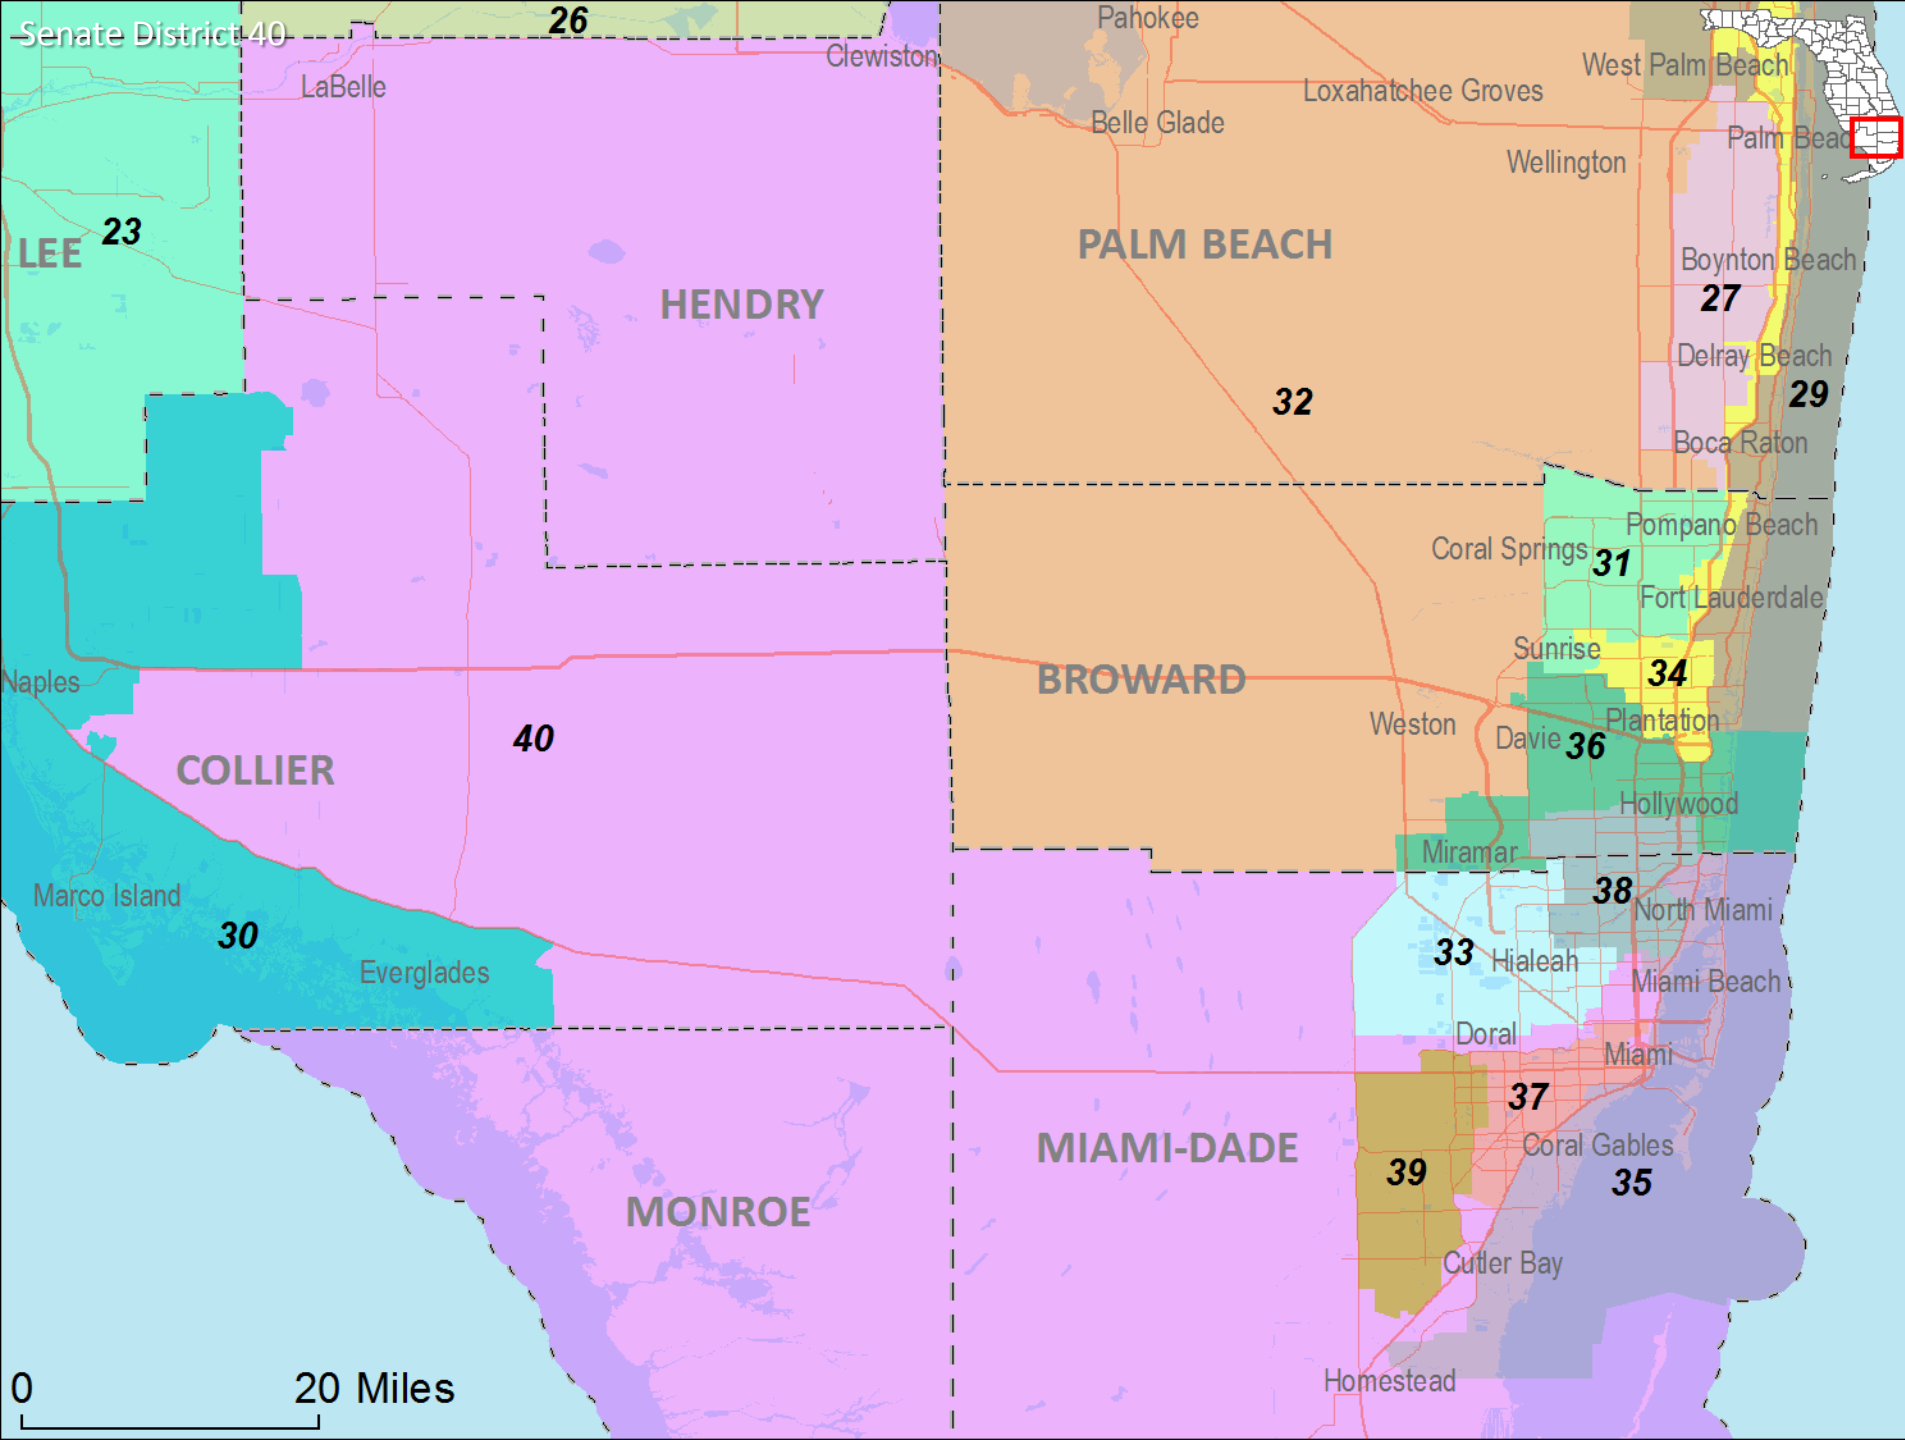 Senate District 40
26
Pahokee
Clewiston
West Palm Beach
LaBelle
Loxahatchee Groves
Belle Glade
Palm Beac
Wellington
23
LEE
PALM BEACH
Boynton Beach
HENDRY
27
Delray Beach
29
32
Boca Raton
Pompano Beach
Coral Springs
31
Fort Lauderdale
Sunrise
34
Naples
BROWARD
Plantation
Weston
Davie
36
40
COLLIER
Hollywood
Miramar
38
Marco Island
North Miami
30
33
Hialeah
Everglades
Miami Beach
Doral
Miami
37
MIAMI-DADE
Coral Gables
39
35
MONROE
Cutler Bay
Homestead
0
20 Miles